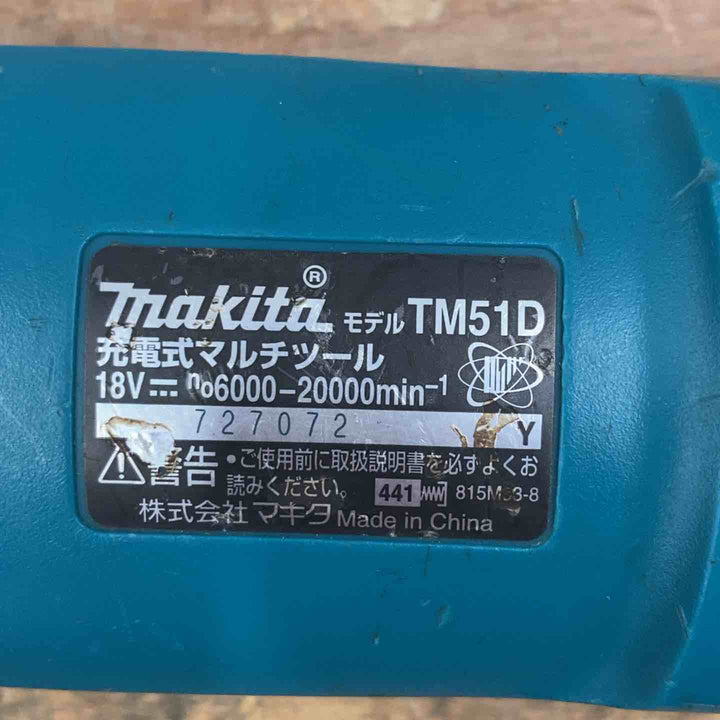 makita® モデル TM51D
充電式マルチツール
18V⎓ n₀6000-20000min⁻¹
727072 Y
警告 •ご使用前に取扱説明書を必ずよくお
読みください。 441 
株式会社 マキタ Made in China